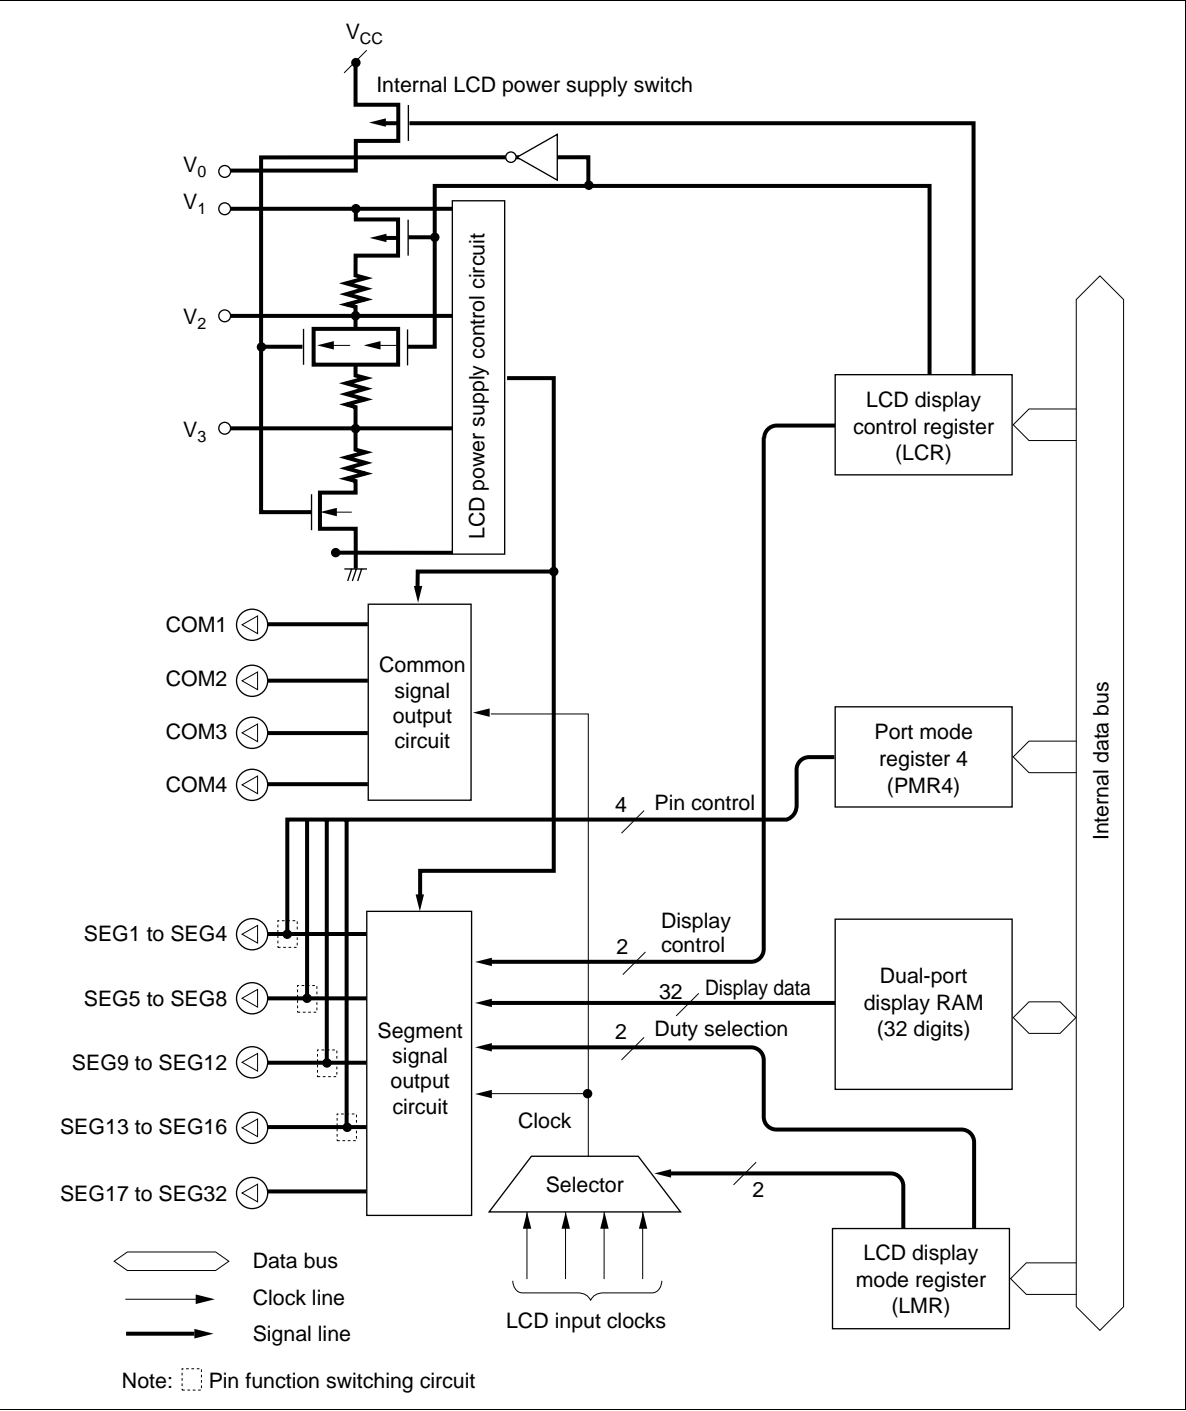 VCC
Internal LCD power supply switch
V0
V1
V2
V3
LCD power supply control circuit
LCD display
control register
(LCR)
COM1
COM2
COM3
COM4
Common
signal
output
circuit
Port mode
register 4
(PMR4)
Internal data bus
4 Pin control
SEG1 to SEG4
SEG5 to SEG8
SEG9 to SEG12
SEG13 to SEG16
SEG17 to SEG32
Segment
signal
output
circuit
Display
control
2
32 Display data
2 Duty selection
Dual-port
display RAM
(32 digits)
Clock
Selector
2
LCD input clocks
LCD display
mode register
(LMR)
Data bus
Clock line
Signal line
Note: Pin function switching circuit